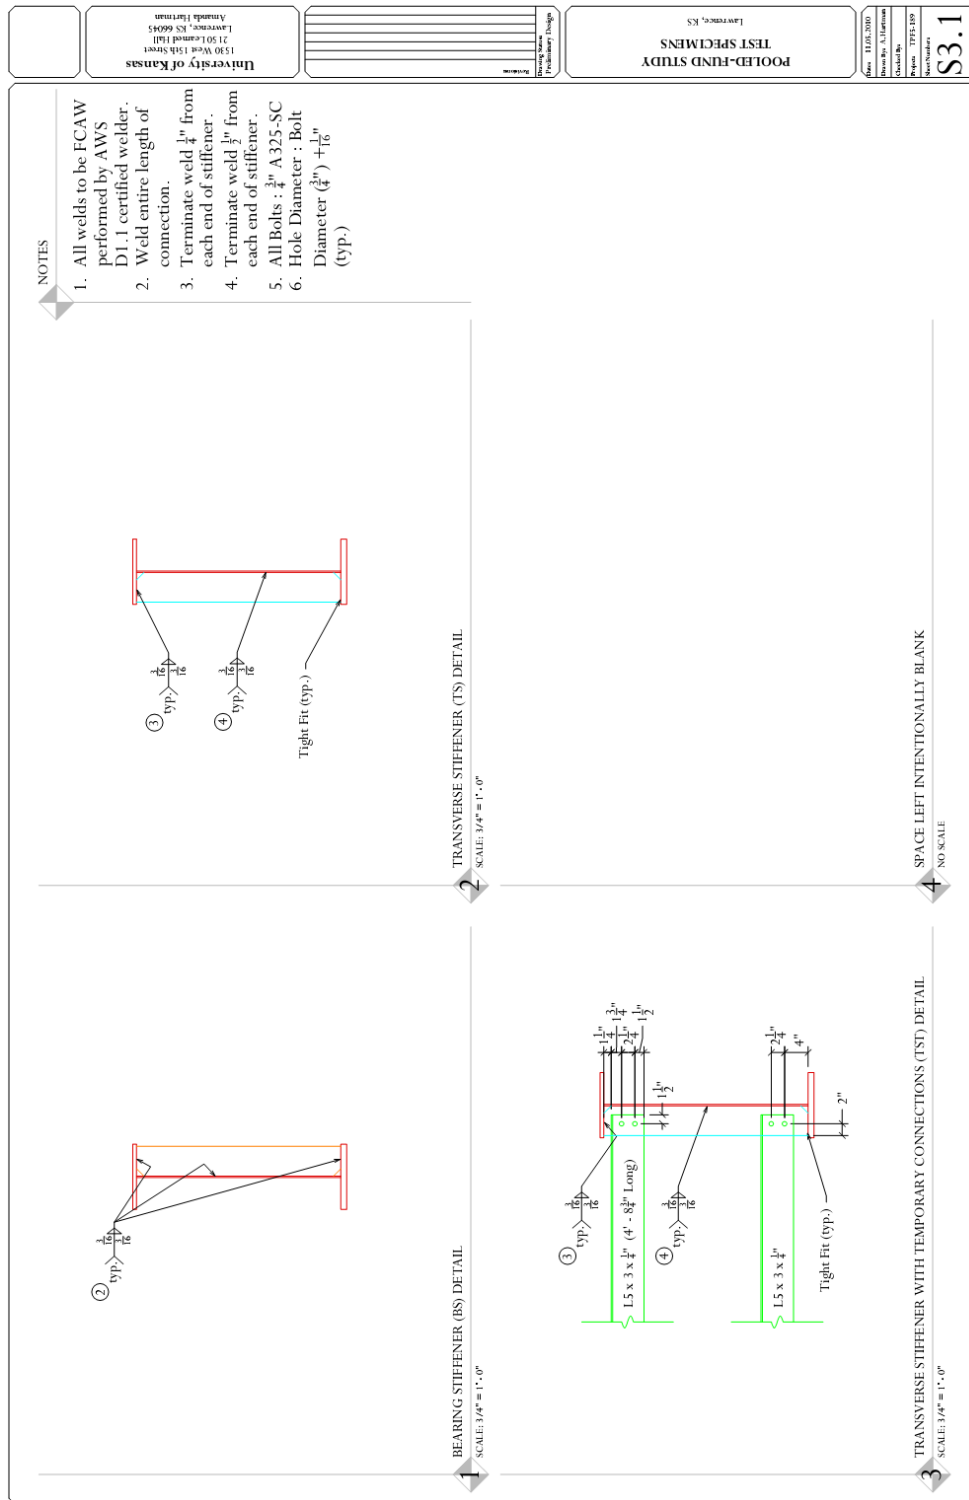 University of Kansas
1530 West 15th Street
2150 Learned Hall
Lawrence, KS 66045
Amanda Hartman
Revisions:
Drawing Status:
Preliminary Design
POOLED-FUND STUDY
TEST SPECIMENS
Lawrence, KS
Date: 11.05.2010
Drawn By: A. Hartman
Checked By:
Project: TPF5-189
Sheet Number:
S3.1
NOTES
1. All welds to be FCAW
performed by AWS
D1.1 certified welder.
2. Weld entire length of
connection.
3. Terminate weld 1/4" from
each end of stiffener.
4. Terminate weld 1/2" from
each end of stiffener.
5. All Bolts : 3/4" A325-SC
6. Hole Diameter : Bolt
Diameter (3/4") + 1/16"
(typ.)
2 typ. 3/16 3/16
1 BEARING STIFFENER (BS) DETAIL
SCALE: 3/4" = 1'-0"
3 typ. 3/16 3/16
4 typ. 3/16 3/16
Tight Fit (typ.)
2 TRANSVERSE STIFFENER (TS) DETAIL
SCALE: 3/4" = 1'-0"
1 1/4"
1 3/4"
2 1/4"
1 1/2"
1 1/2"
3 typ. 3/16 3/16
L5 x 3 x 1/4" (4' - 8 3/4" Long)
4 typ. 3/16 3/16
2 1/4"
4"
L5 x 3 x 1/4"
Tight Fit (typ.)
2"
3 TRANSVERSE STIFFENER WITH TEMPORARY CONNECTIONS (TST) DETAIL
SCALE: 3/4" = 1'-0"
4 SPACE LEFT INTENTIONALLY BLANK
NO SCALE